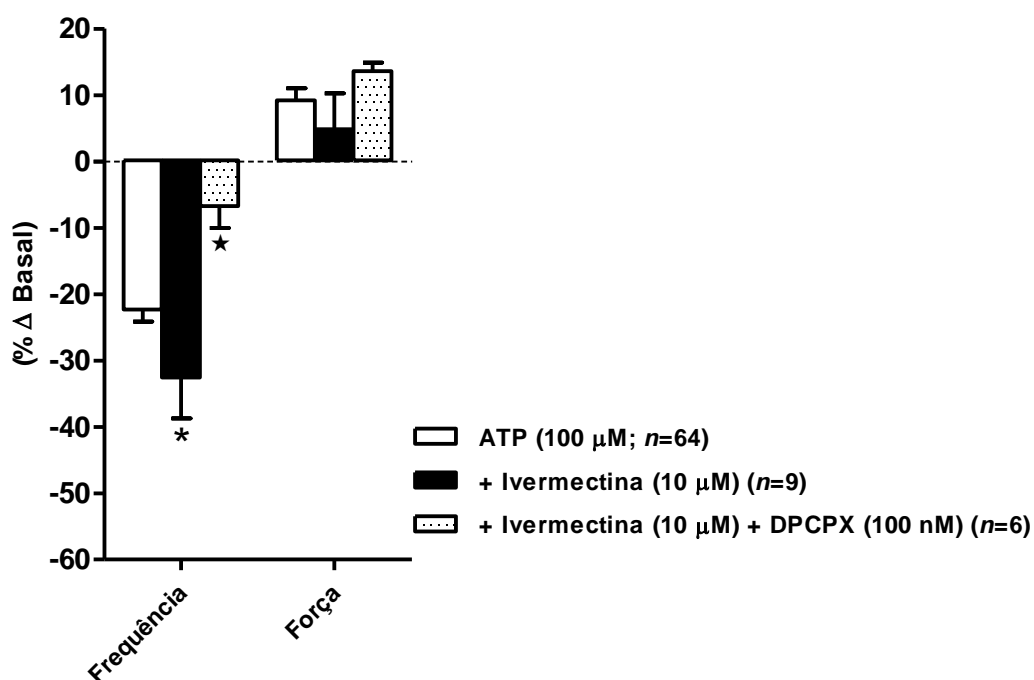 20
10
0
-10
-20
-30
-40
-50
-60
(% Δ Basal)
★
*
Frequência
Força
ATP (100 μM; n=64)
+ Ivermectina (10 μM) (n=9)
+ Ivermectina (10 μM) + DPCPX (100 nM) (n=6)